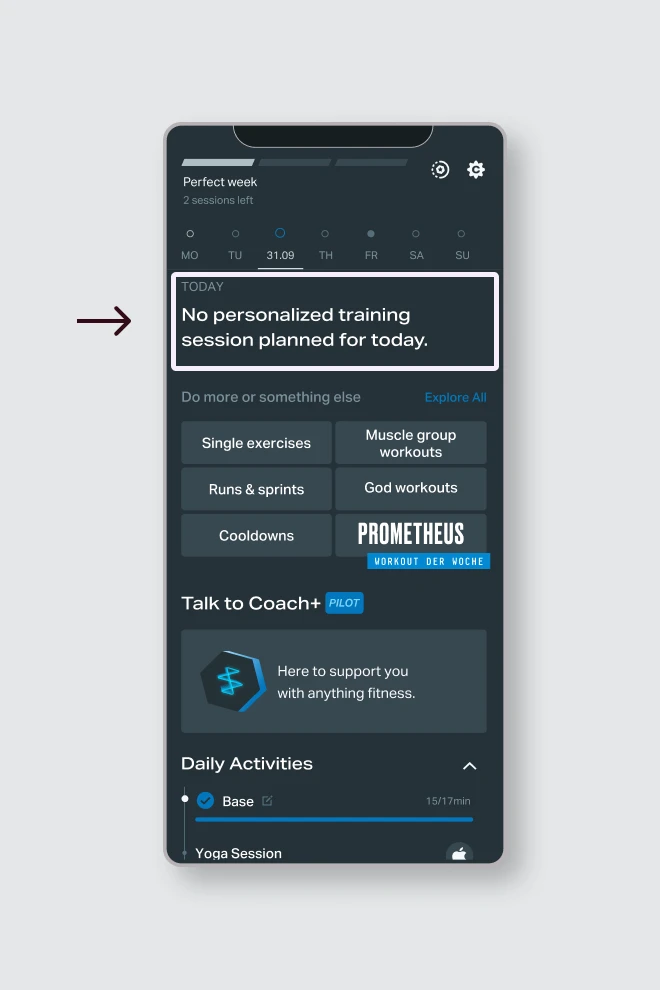 Perfect week
2 sessions left
MO TU 31.09 TH FR SA SU
TODAY
No personalized training
session planned for today.
Do more or something else Explore All
Single exercises
Muscle group
workouts
Runs & sprints
God workouts
Cooldowns
PROMETHEUS
WORKOUT DER WOCHE
Talk to Coach+ PILOT
Here to support you
with anything fitness.
Daily Activities
Base 15/17min
Yoga Session